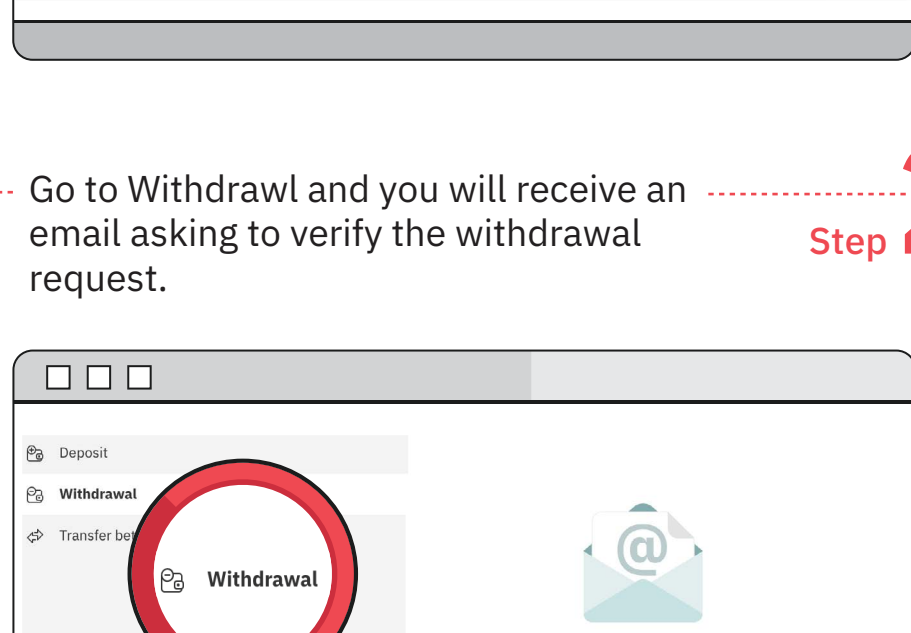 Go to Withdrawl and you will receive an
email asking to verify the withdrawal
request.
Step
Deposit
Withdrawal
Transfer bet
Withdrawal
@